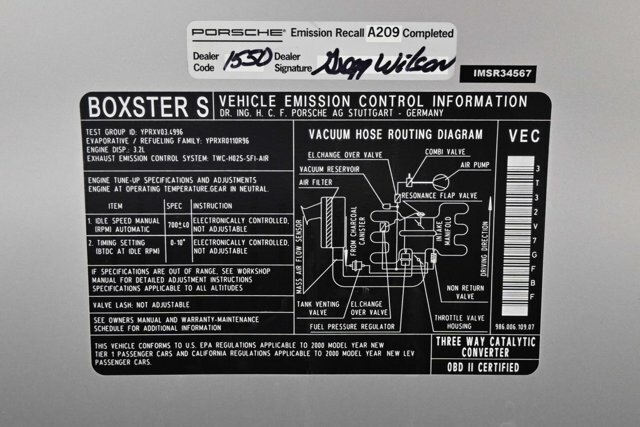 PORSCHE Emission Recall A209 Completed
Dealer Code 1550 Dealer Signature Gregg Wilson
IMSR34567
BOXSTER S VEHICLE EMISSION CONTROL INFORMATION
DR. ING. H. C. F. PORSCHE AG STUTTGART - GERMANY
TEST GROUP ID: YPRXV03.4996
EVAPORATIVE / REFUELING FAMILY: YPRXR0110R96
ENGINE DISP: 3.2L
EXHAUST EMISSION CONTROL SYSTEM: TWC-HO2S-SFI-AIR
ENGINE TUNE-UP SPECIFICATIONS AND ADJUSTMENTS
ENGINE AT OPERATING TEMPERATURE.GEAR IN NEUTRAL.
ITEM SPEC INSTRUCTION
1. IDLE SPEED MANUAL (RPM) AUTOMATIC 700±40 ELECTRONICALLY CONTROLLED, NOT ADJUSTABLE
2. TIMING SETTING (BTDC AT IDLE RPM) 0-10° ELECTRONICALLY CONTROLLED, NOT ADJUSTABLE
IF SPECIFICATIONS ARE OUT OF RANGE, SEE WORKSHOP
MANUAL FOR DETAILED ADJUSTMENT INSTRUCTIONS
SPECIFICATIONS APPLICABLE TO ALL ALTITUDES
VALVE LASH: NOT ADJUSTABLE
SEE OWNERS MANUAL AND WARRANTY-MAINTENANCE
SCHEDULE FOR ADDITIONAL INFORMATION
VACUUM HOSE ROUTING DIAGRAM
EL.CHANGE OVER VALVE
COMBI VALVE
VACUUM RESERVOIR
AIR PUMP
AIR FILTER
RESONANCE FLAP VALVE
MASS AIR FLOW SENSOR
FROM CHARCOAL CANISTER
INTAKE MANIFOLD
DRIVING DIRECTION
NON RETURN VALVE
TANK VENTING VALVE
EL.CHANGE OVER VALVE
THROTTLE VALVE HOUSING
FUEL PRESSURE REGULATOR
VEC
3T32V7GFBF
986.006.109.07
THIS VEHICLE CONFORMS TO U.S. EPA REGULATIONS APPLICABLE TO 2000 MODEL YEAR NEW
TIER 1 PASSENGER CARS AND CALIFORNIA REGULATIONS APPLICABLE TO 2000 MODEL YEAR NEW LEV
PASSENGER CARS.
THREE WAY CATALYTIC
CONVERTER
OBD II CERTIFIED